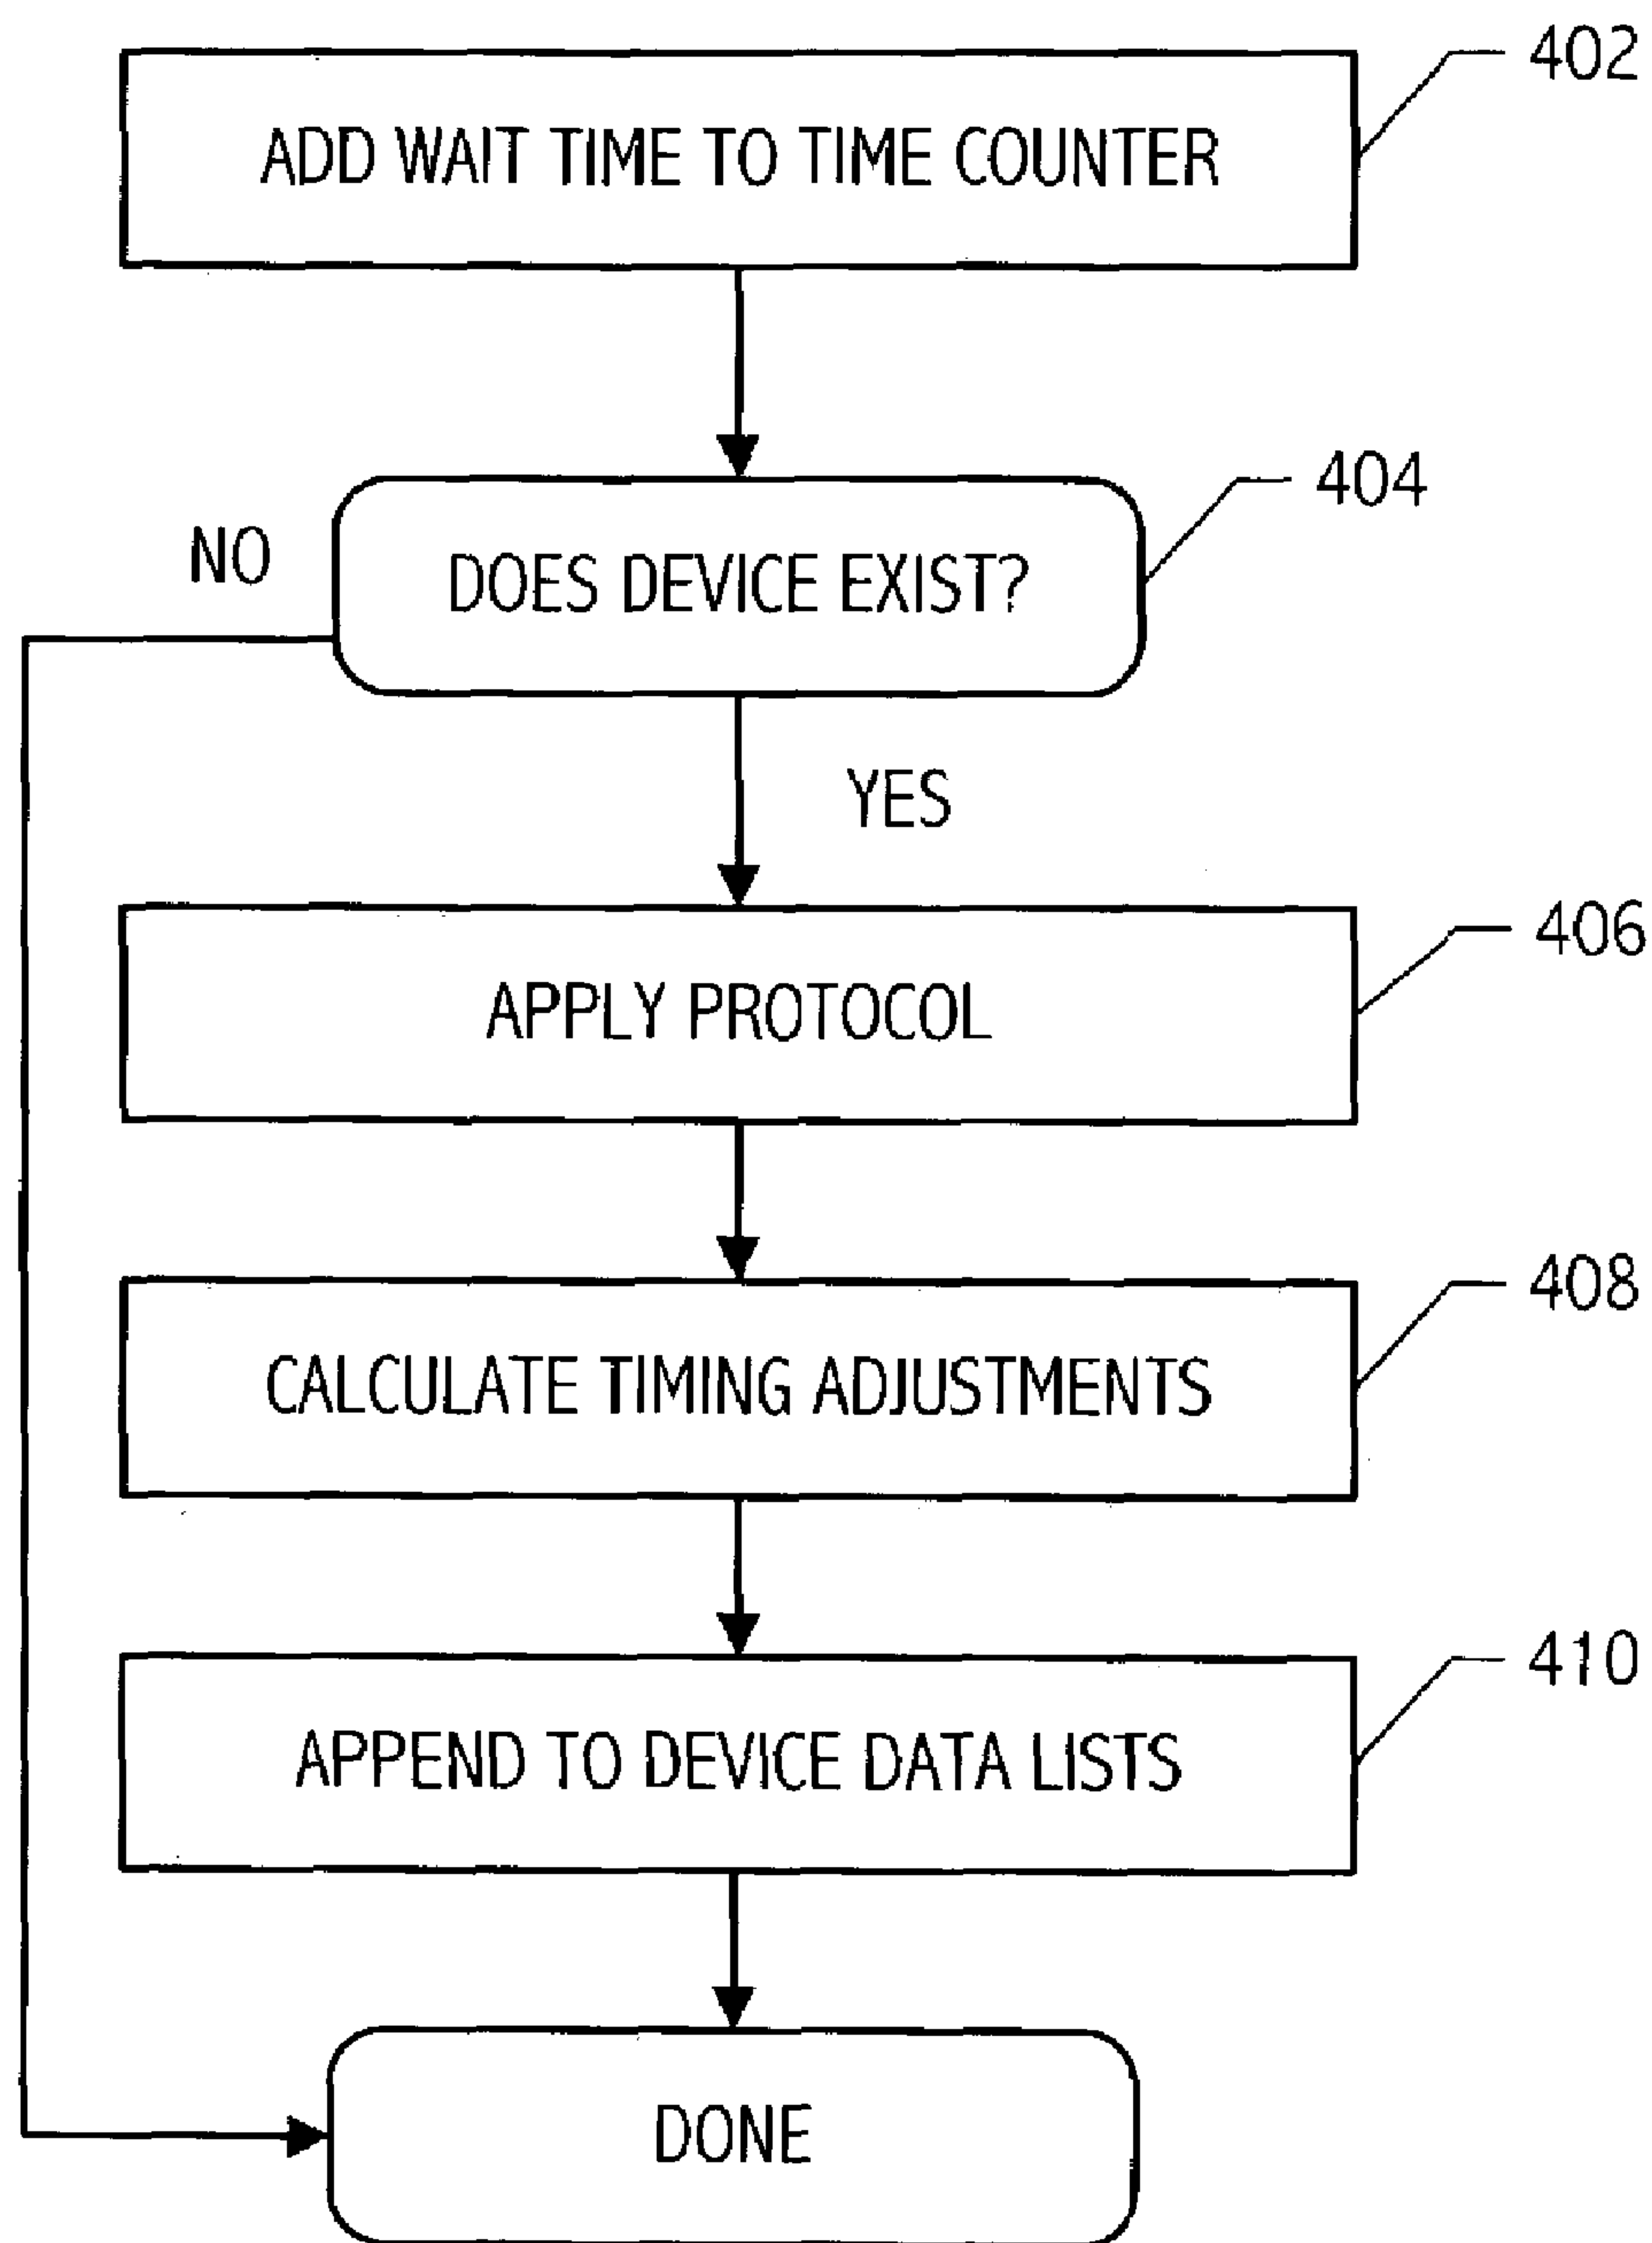 402
ADD WAIT TIME TO TIME COUNTER
404
NO
DOES DEVICE EXIST?
YES
406
APPLY PROTOCOL
408
CALCULATE TIMING ADJUSTMENTS
410
APPEND TO DEVICE DATA LISTS
DONE